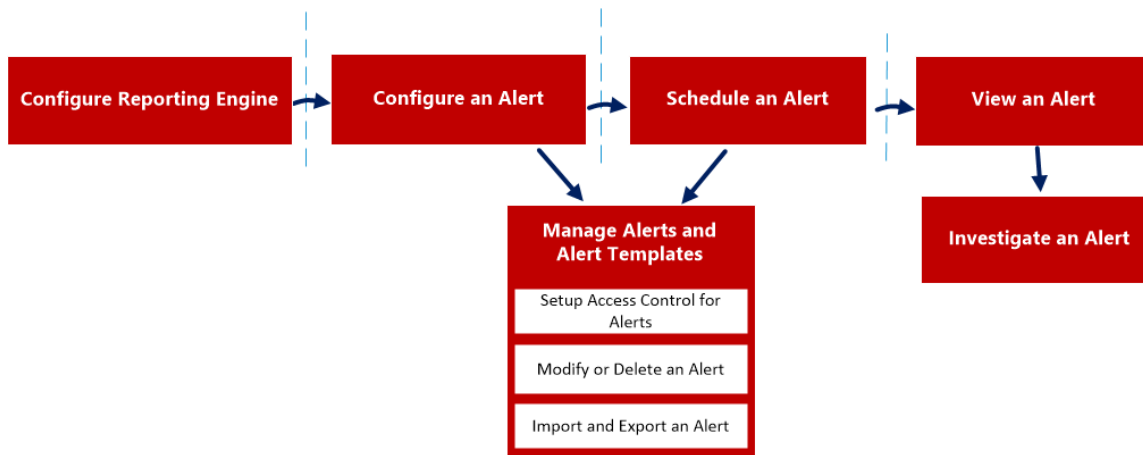 Configure Reporting Engine
Configure an Alert
Schedule an Alert
View an Alert
Manage Alerts and
Alert Templates
Setup Access Control for
Alerts
Modify or Delete an Alert
Import and Export an Alert
Investigate an Alert